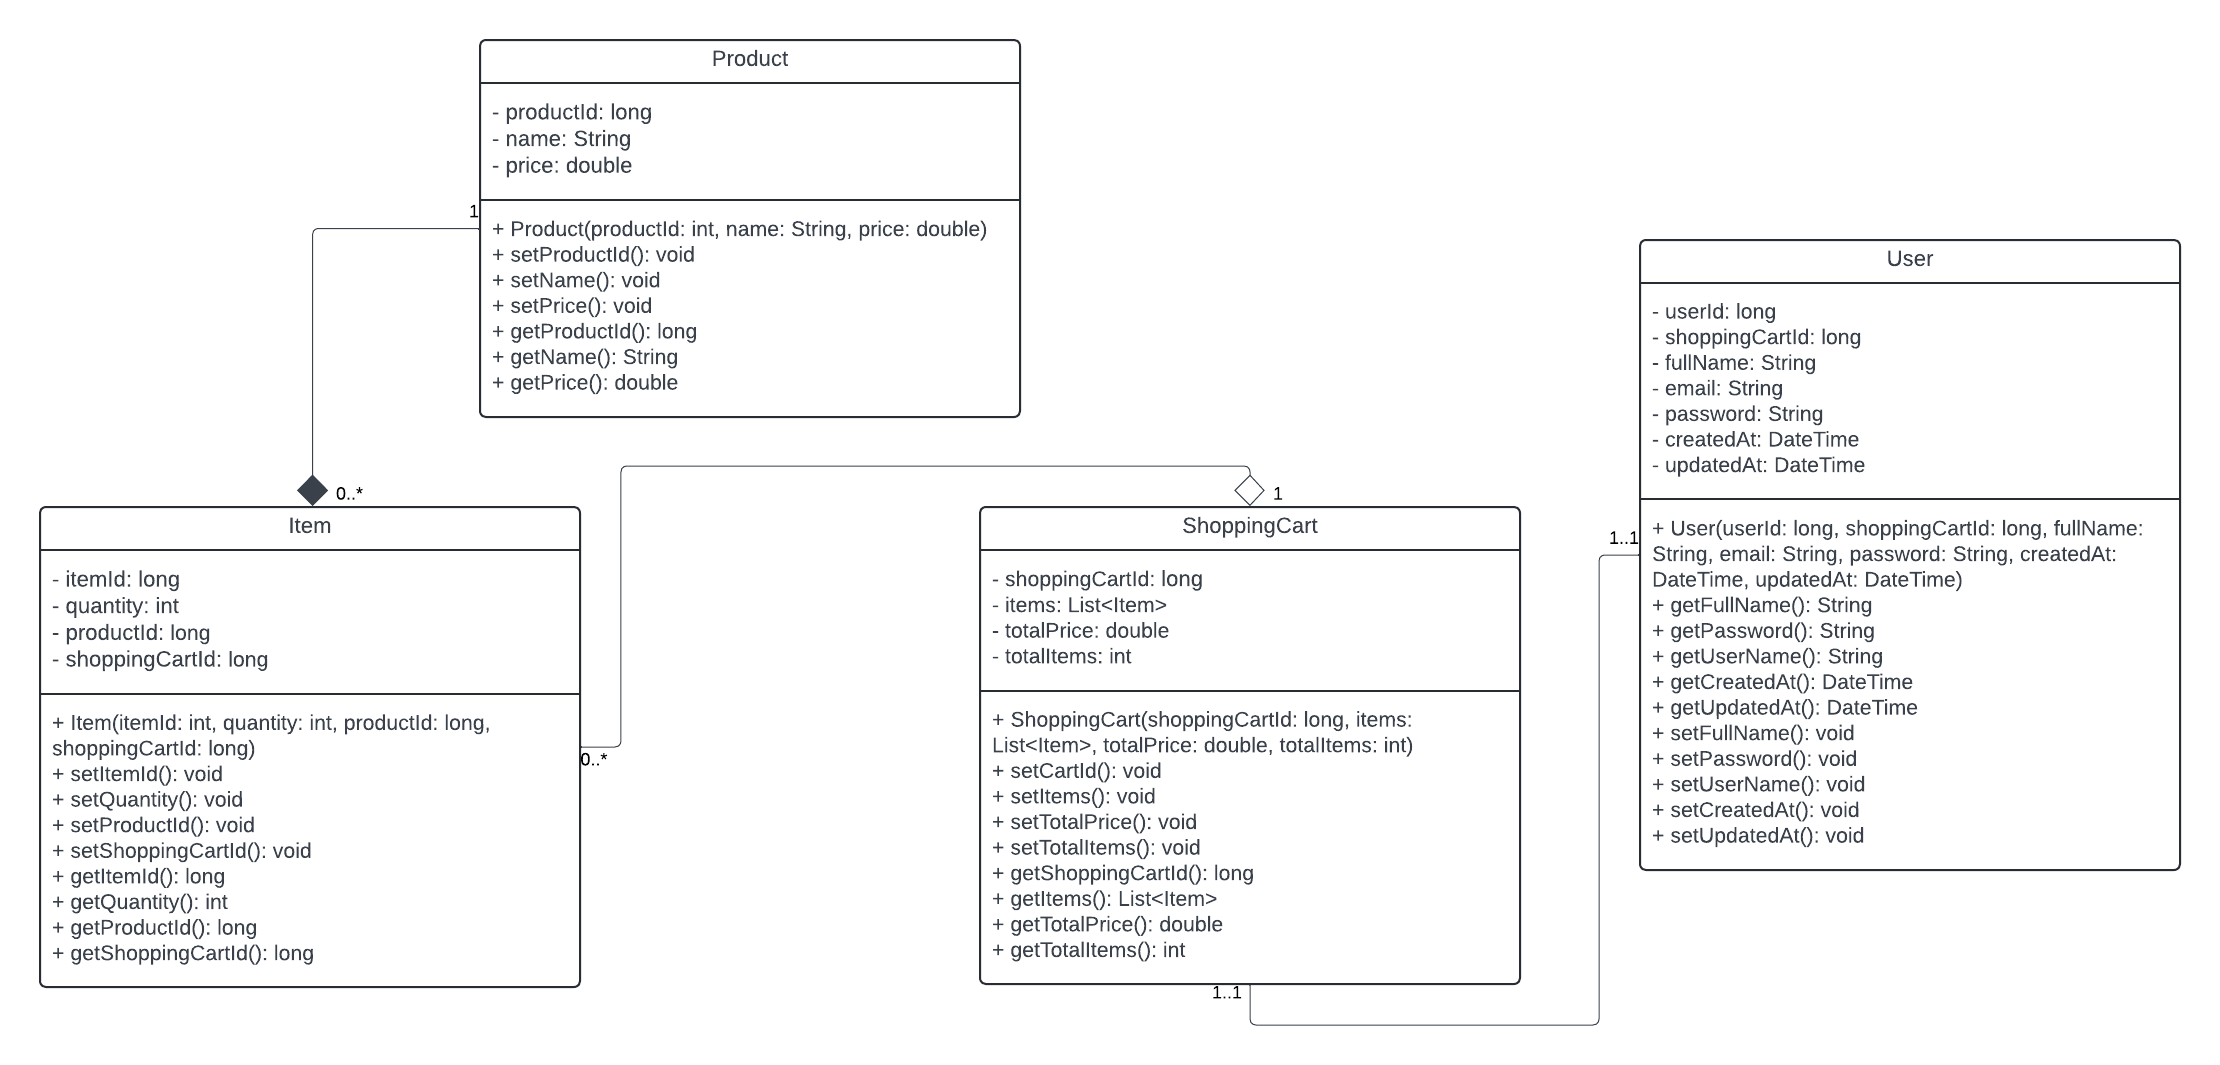 Product
- productId: long
- name: String
- price: double
1
+ Product(productId: int, name: String, price: double)
+ setProductId(): void
+ setName(): void
+ setPrice(): void
+ getProductId(): long
+ getName(): String
+ getPrice(): double
0..*
Item
- itemId: long
- quantity: int
- productId: long
- shoppingCartId: long
+ Item(itemId: int, quantity: int, productId: long,
shoppingCartId: long)
+ setItemId(): void
+ setQuantity(): void
+ setProductId(): void
+ setShoppingCartId(): void
+ getItemId(): long
+ getQuantity(): int
+ getProductId(): long
+ getShoppingCartId(): long
0..*
1
ShoppingCart
- shoppingCartId: long
- items: List<Item>
- totalPrice: double
- totalItems: int
+ ShoppingCart(shoppingCartId: long, items:
List<Item>, totalPrice: double, totalItems: int)
+ setCartId(): void
+ setItems(): void
+ setTotalPrice(): void
+ setTotalItems(): void
+ getShoppingCartId(): long
+ getItems(): List<Item>
+ getTotalPrice(): double
+ getTotalItems(): int
1..1
1..1
User
- userId: long
- shoppingCartId: long
- fullName: String
- email: String
- password: String
- createdAt: DateTime
- updatedAt: DateTime
+ User(userId: long, shoppingCartId: long, fullName:
String, email: String, password: String, createdAt:
DateTime, updatedAt: DateTime)
+ getFullName(): String
+ getPassword(): String
+ getUserName(): String
+ getCreatedAt(): DateTime
+ getUpdatedAt(): DateTime
+ setFullName(): void
+ setPassword(): void
+ setUserName(): void
+ setCreatedAt(): void
+ setUpdatedAt(): void